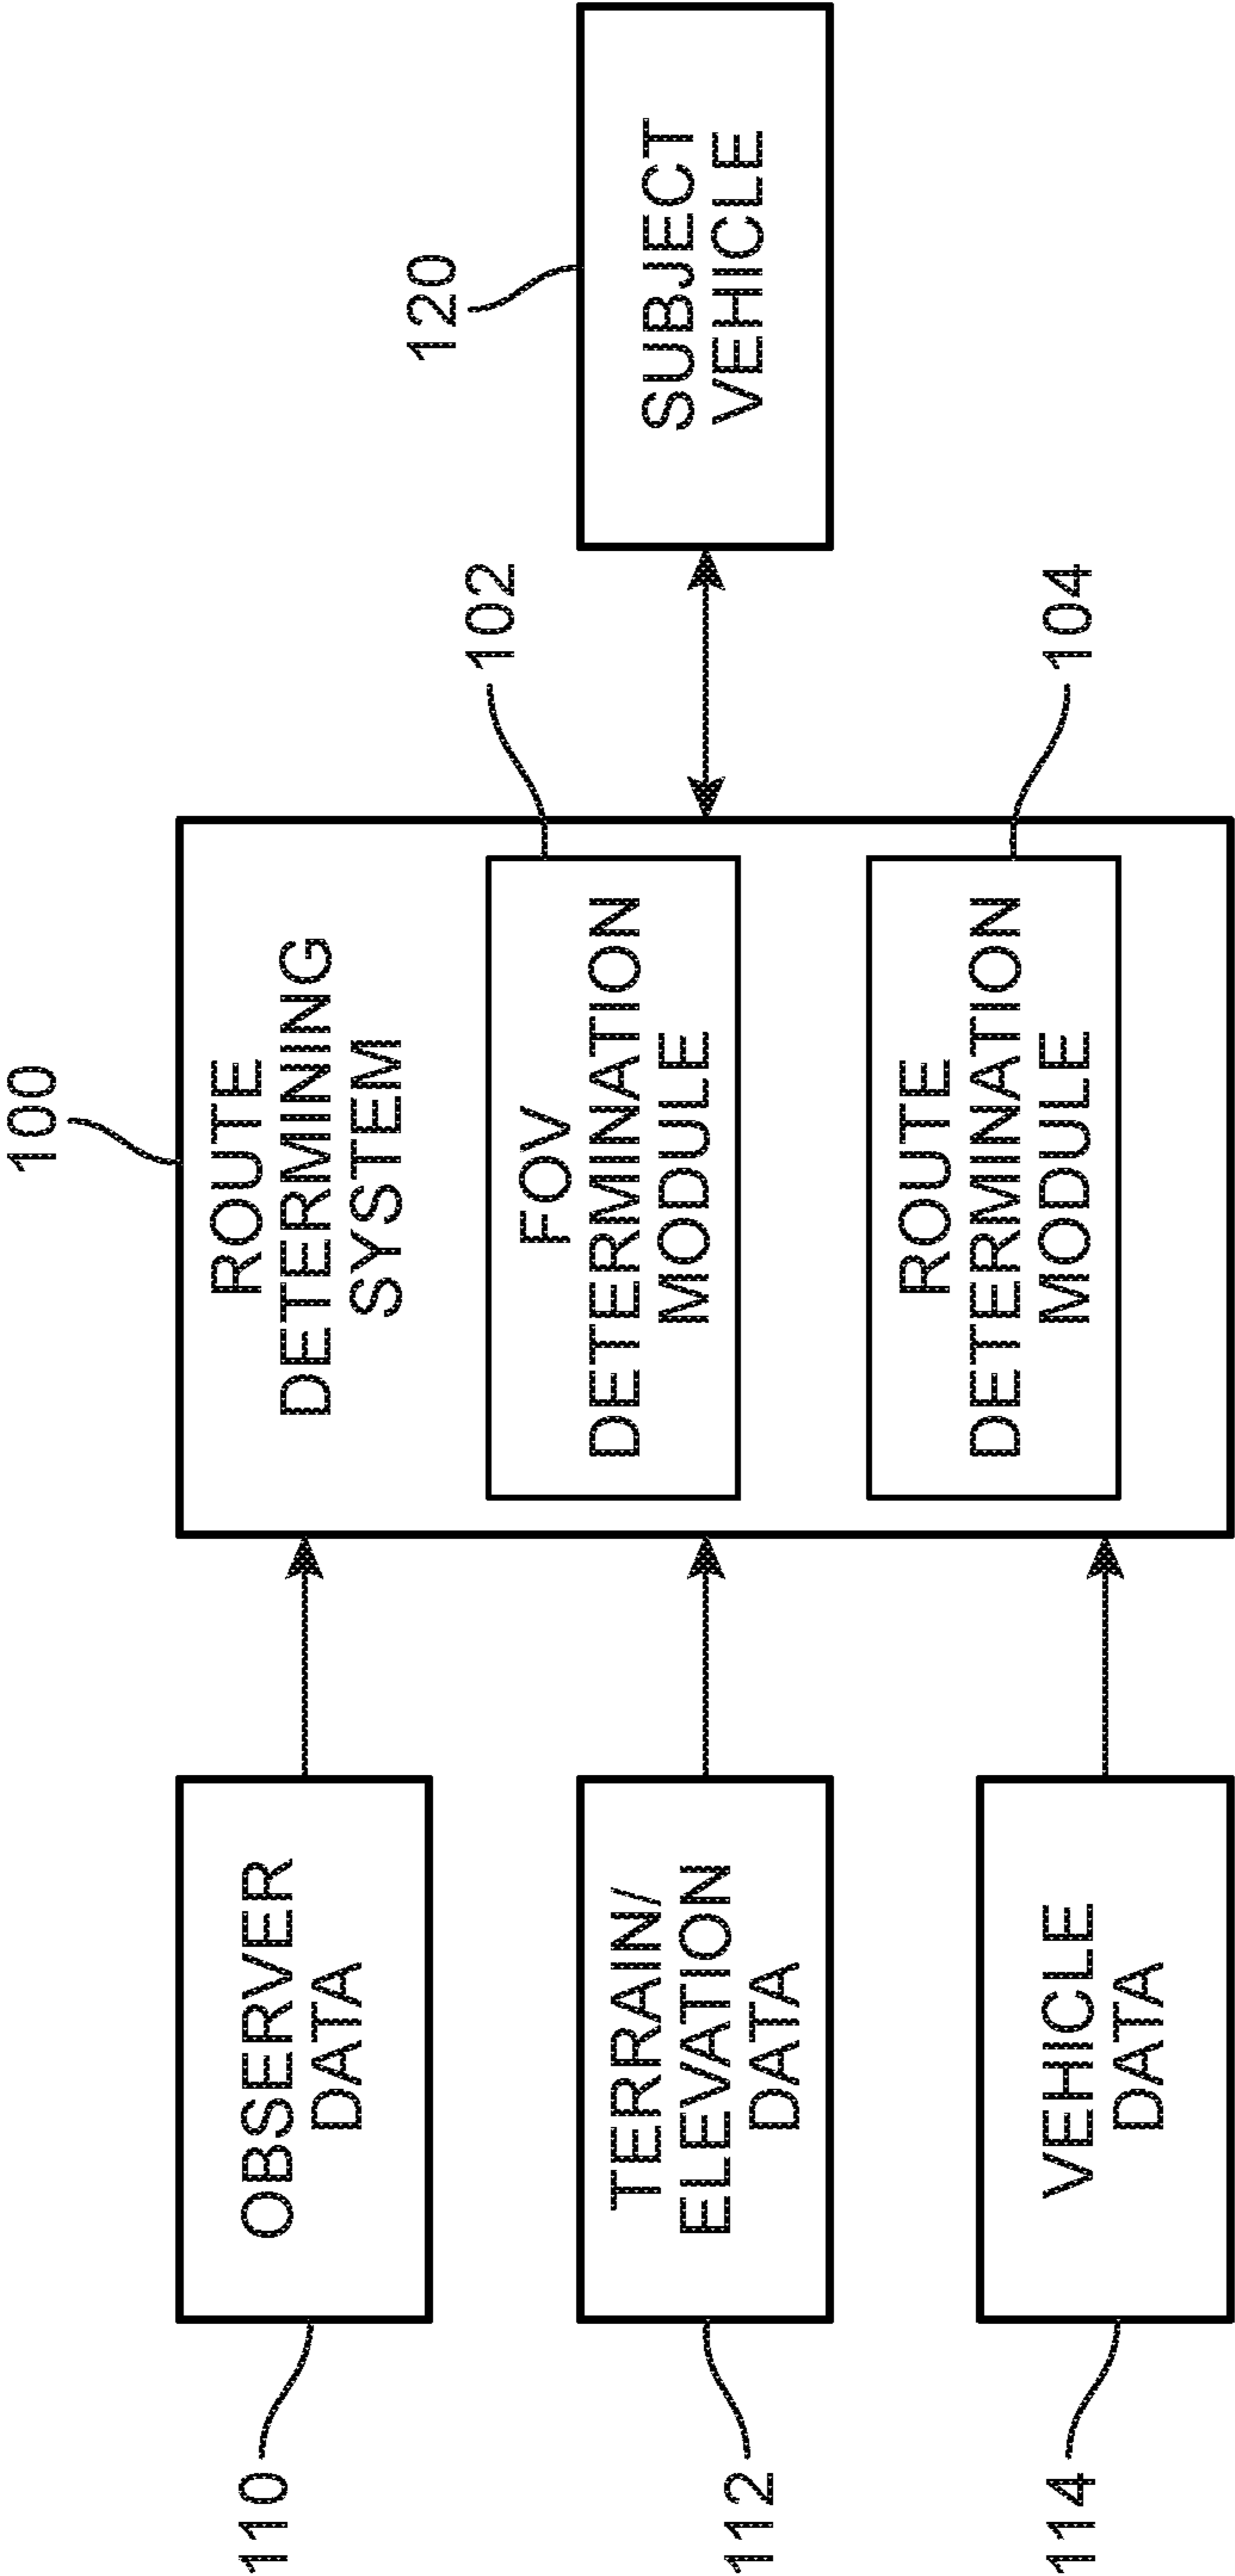 100
ROUTE
DETERMINING
SYSTEM
110
OBSERVER
DATA
120
SUBJECT
VEHICLE
102
FOV
DETERMINATION
MODULE
112
TERRAIN/
ELEVATION
DATA
104
ROUTE
DETERMINATION
MODULE
114
VEHICLE
DATA